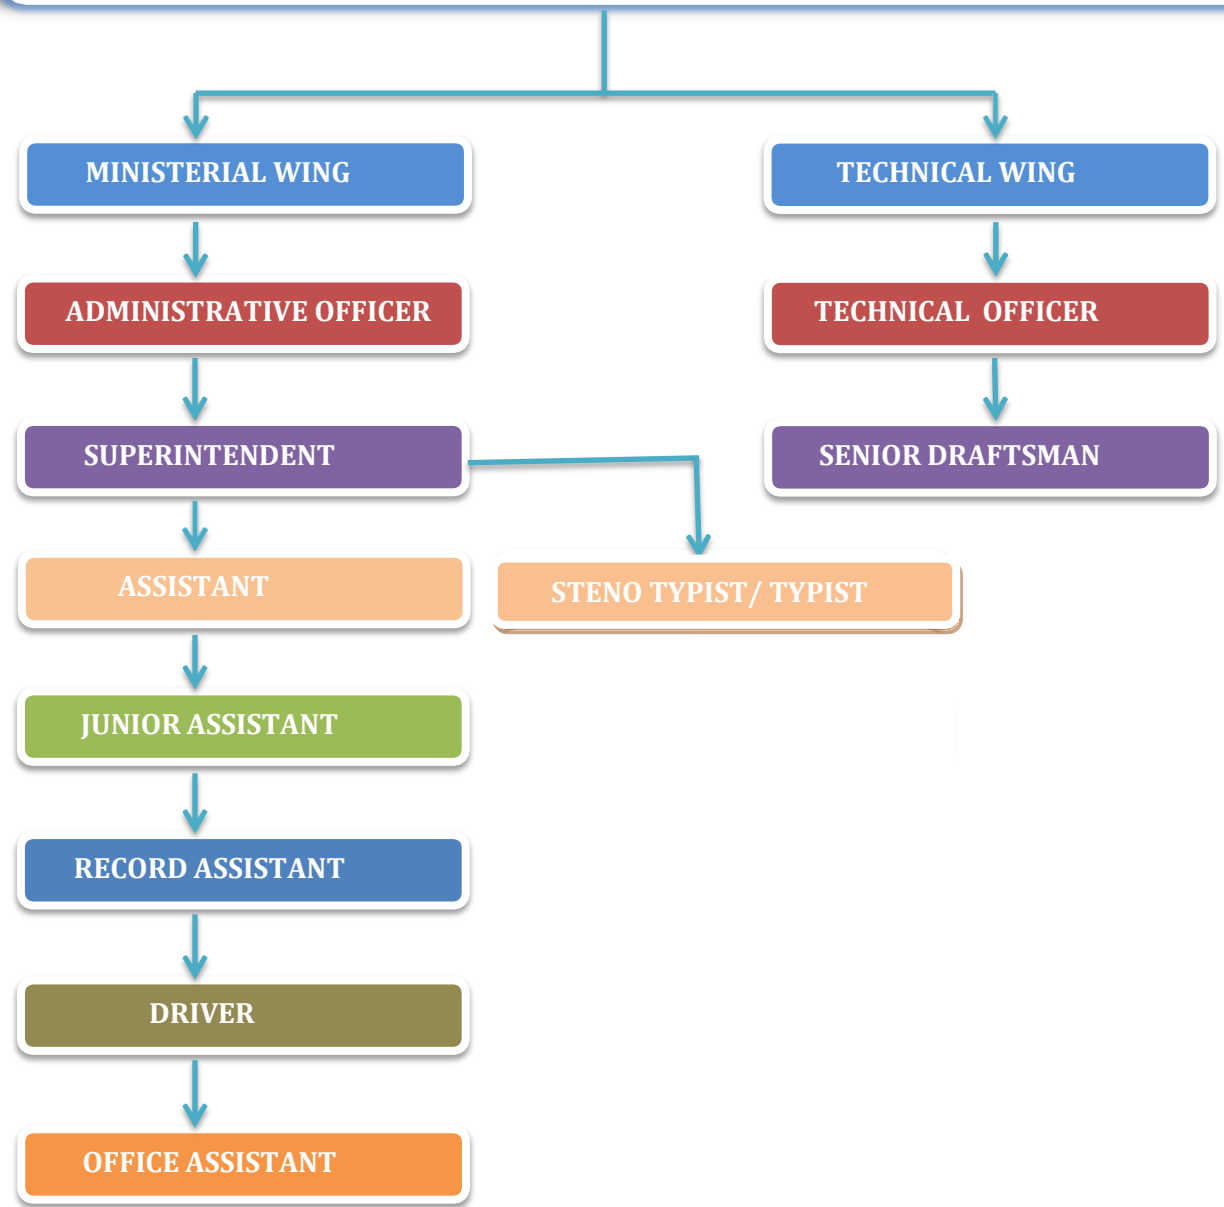 MINISTERIAL WING
TECHNICAL WING
ADMINISTRATIVE OFFICER
TECHNICAL OFFICER
SUPERINTENDENT
SENIOR DRAFTSMAN
ASSISTANT
STENO TYPIST/ TYPIST
JUNIOR ASSISTANT
RECORD ASSISTANT
DRIVER
OFFICE ASSISTANT